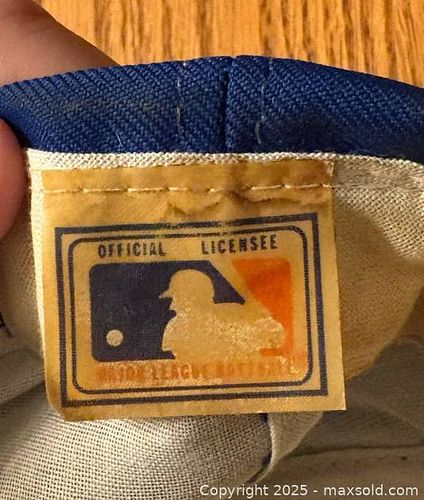 OFFICIAL LICENSEE
MAJOR LEAGUE BASEBALL
Copyright © 2025 - maxsold.com